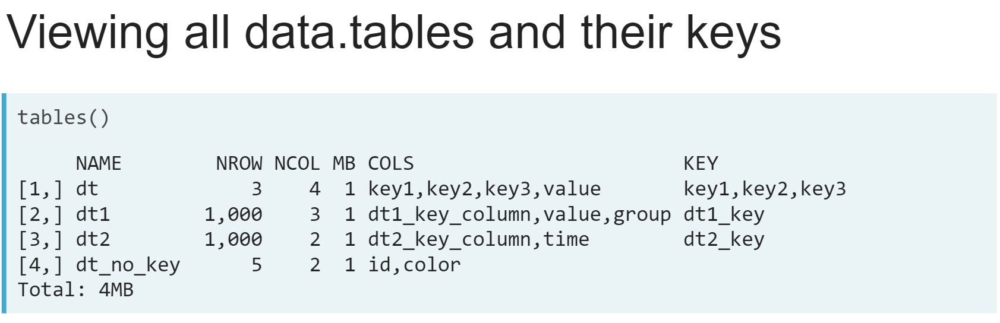 Viewing all data.tables and their keys
tables()
     NAME        NROW NCOL MB COLS                       KEY
[1,] dt             3    4  1 key1,key2,key3,value       key1,key2,key3
[2,] dt1        1,000    3  1 dt1_key_column,value,group dt1_key
[3,] dt2        1,000    2  1 dt2_key_column,time        dt2_key
[4,] dt_no_key      5    2  1 id,color
Total: 4MB